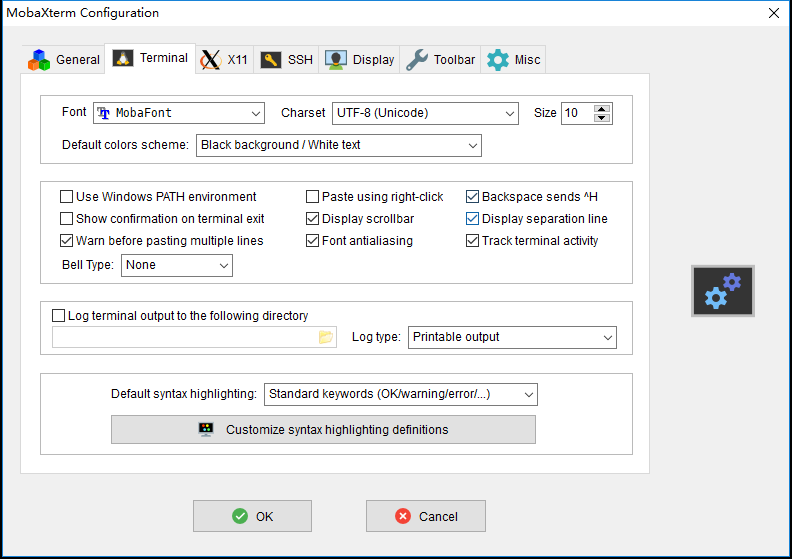 MobaXterm Configuration
General Terminal X11 SSH Display Toolbar Misc
Font MobaFont Charset UTF-8 (Unicode) Size 10
Default colors scheme: Black background / White text
Use Windows PATH environment Paste using right-click Backspace sends ^H
Show confirmation on terminal exit Display scrollbar Display separation line
Warn before pasting multiple lines Font antialiasing Track terminal activity
Bell Type: None
Log terminal output to the following directory
Log type: Printable output
Default syntax highlighting: Standard keywords (OK/warning/error/...)
Customize syntax highlighting definitions
OK Cancel